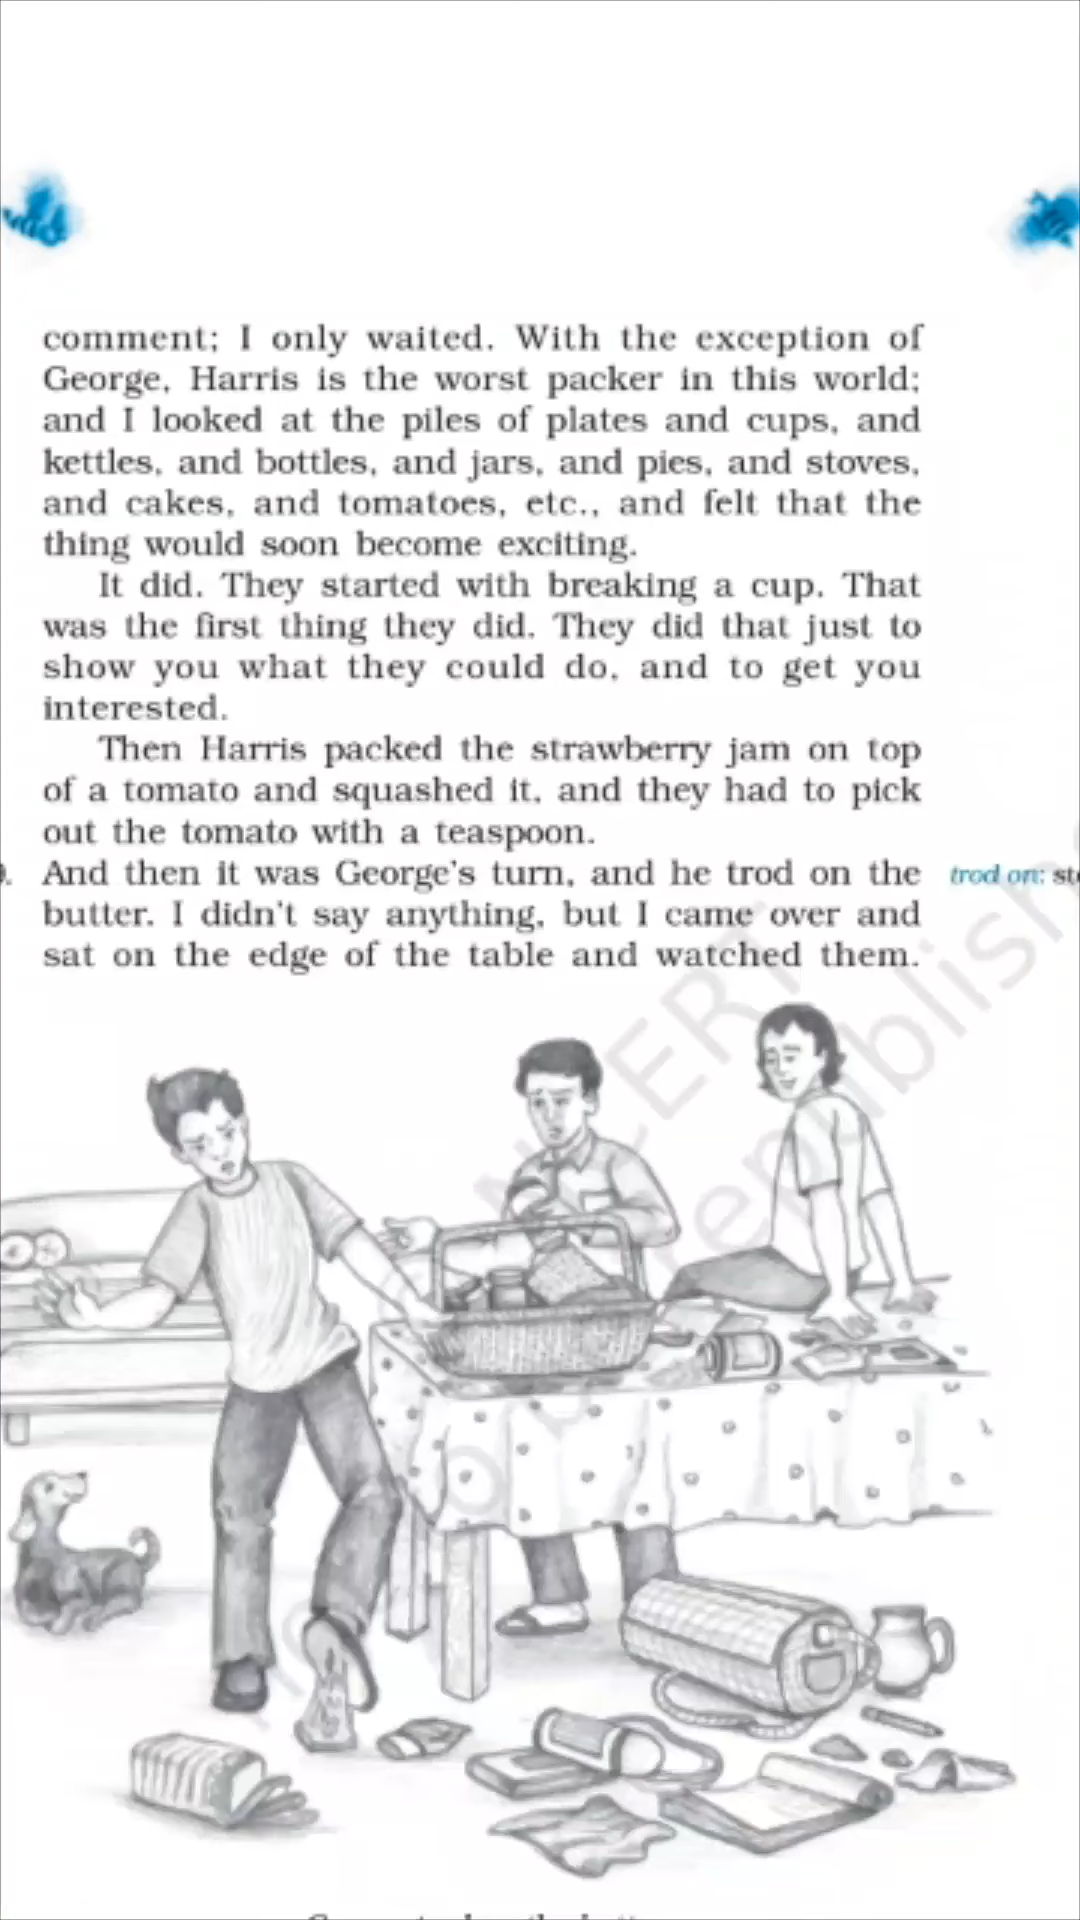 comment; I only waited. With the exception of
George, Harris is the worst packer in this world;
and I looked at the piles of plates and cups, and
kettles, and bottles, and jars, and pies, and stoves,
and cakes, and tomatoes, etc., and felt that the
thing would soon become exciting.
It did. They started with breaking a cup. That
was the first thing they did. They did that just to
show you what they could do, and to get you
interested.
Then Harris packed the strawberry jam on top
of a tomato and squashed it, and they had to pick
out the tomato with a teaspoon.
And then it was George's turn, and he trod on the
trod on:
butter. I didn't say anything, but I came over and
sat on the edge of the table and watched them.